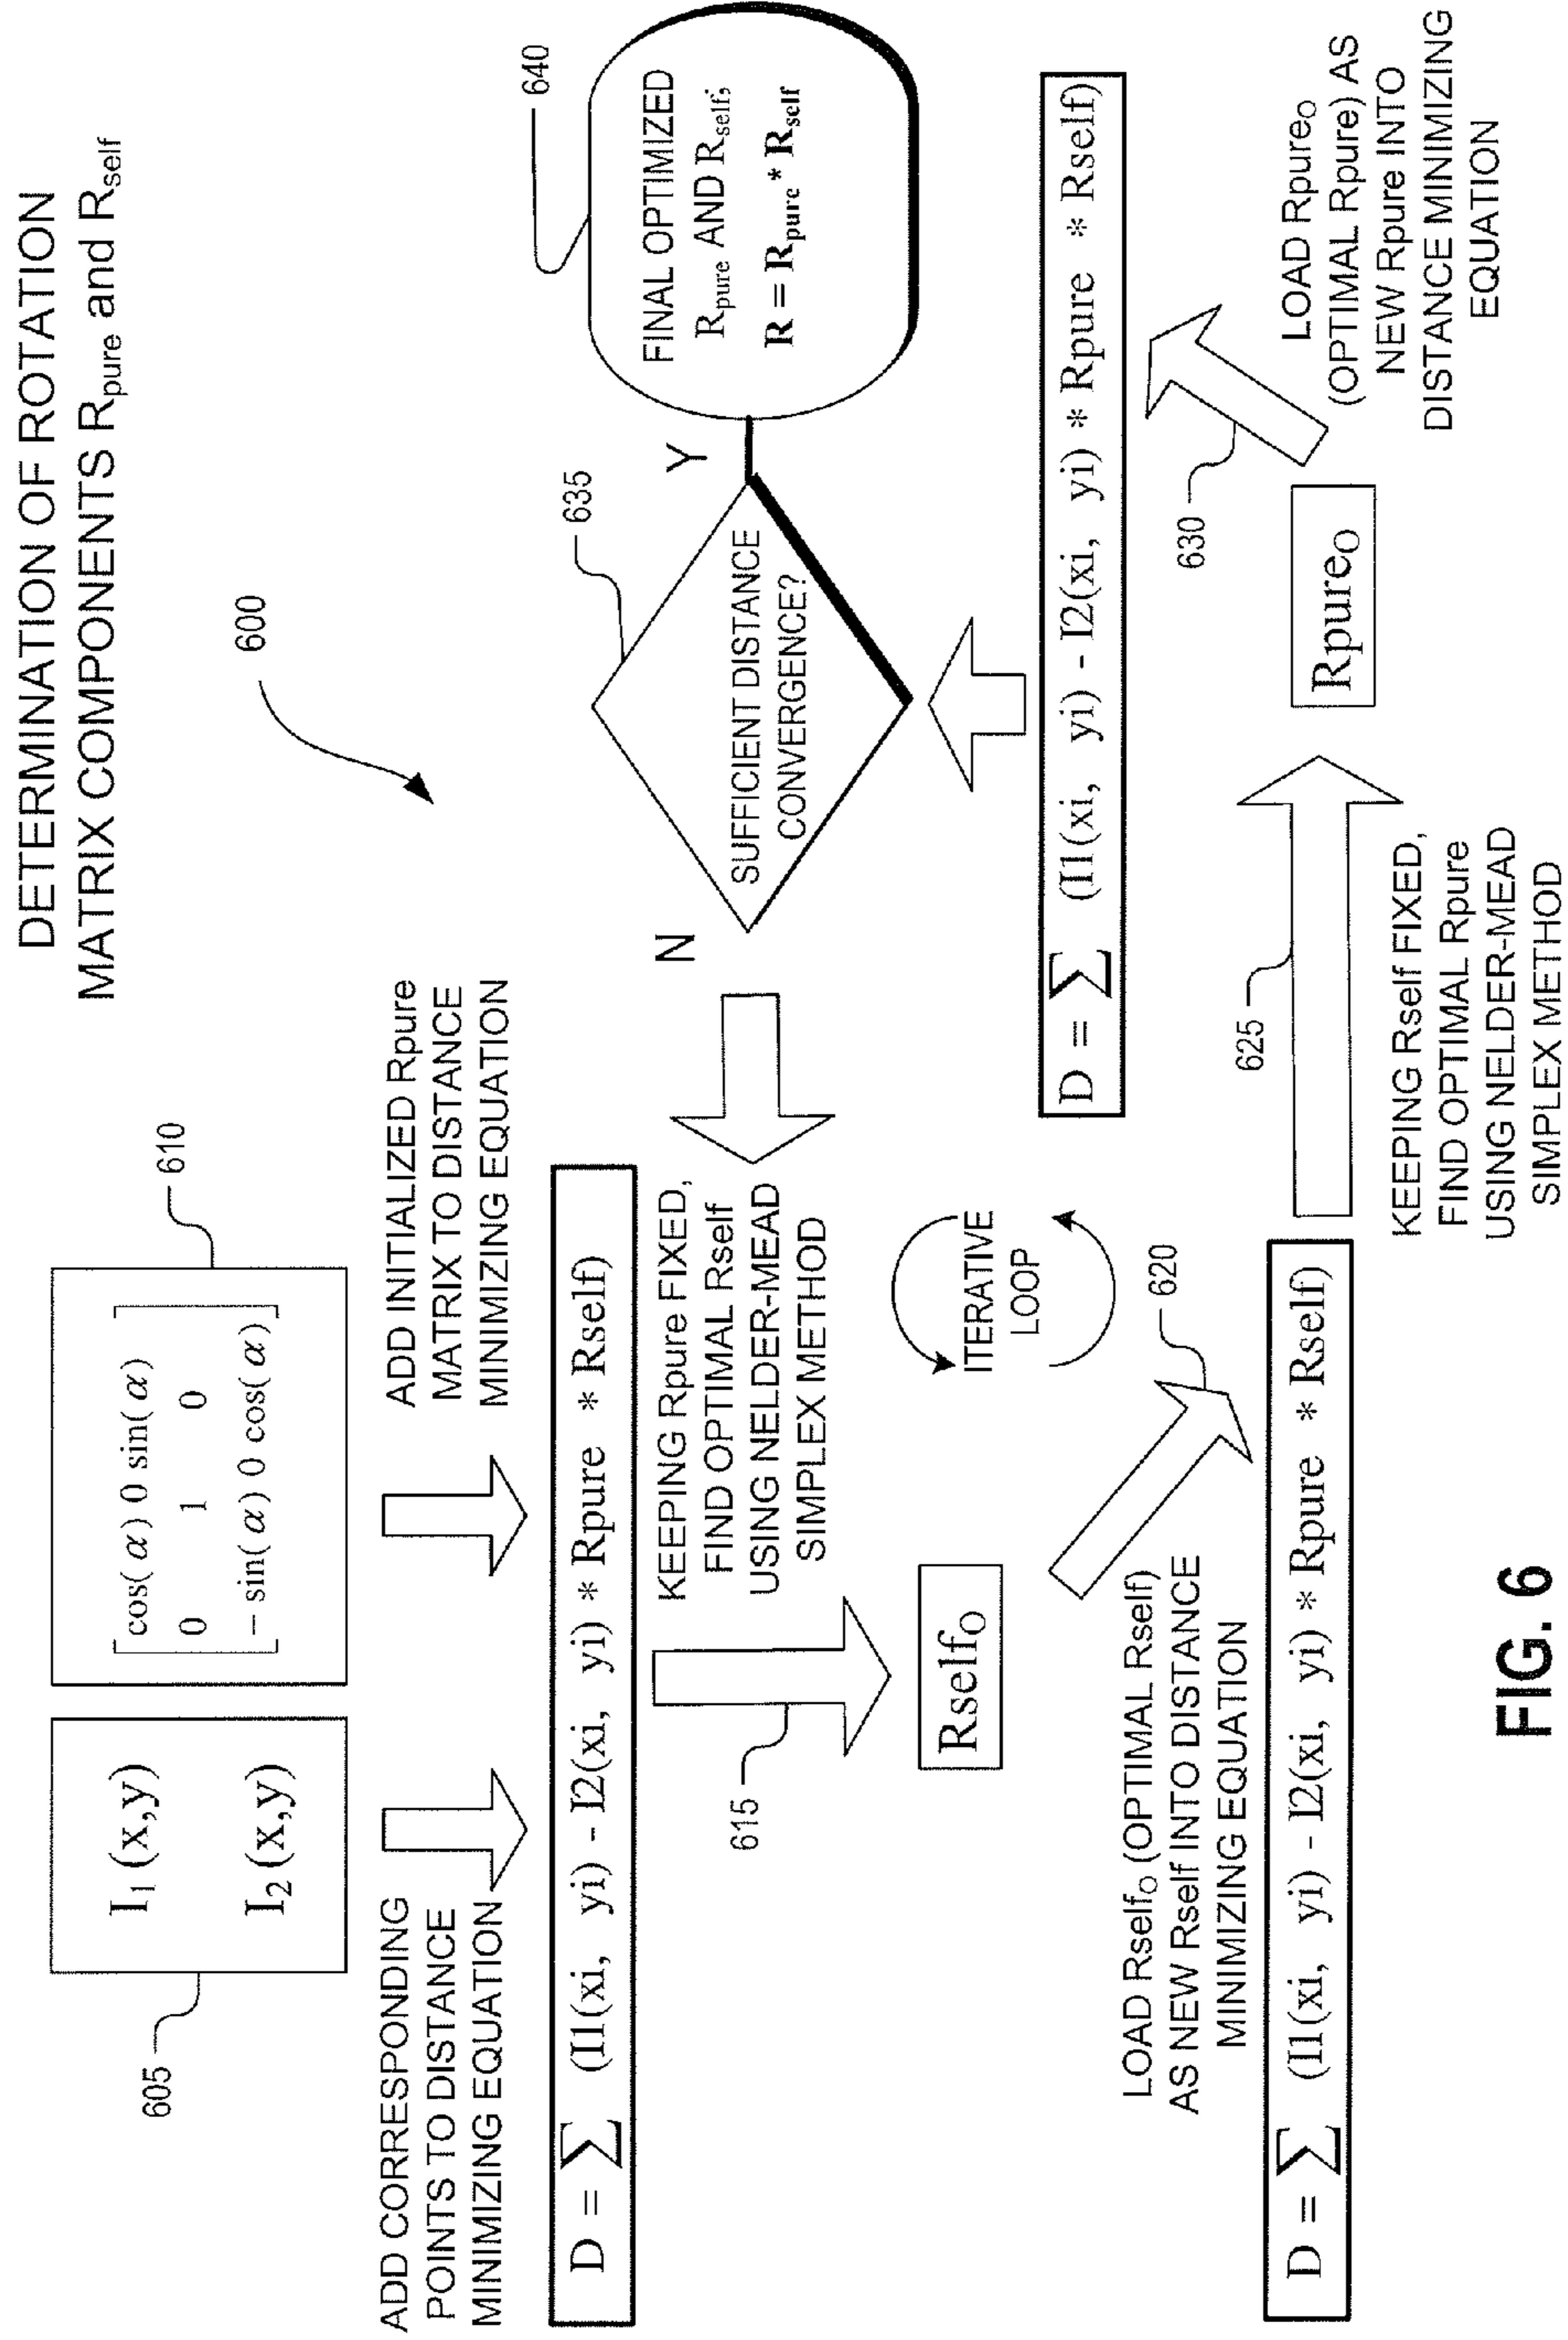 DETERMINATION OF ROTATION
MATRIX COMPONENTS Rpure and Rself
600
605
I1 (x,y)
I2 (x,y)
610
cos( α ) 0 sin( α )
0 1 0
− sin( α ) 0 cos( α )
ADD CORRESPONDING
POINTS TO DISTANCE
MINIMIZING EQUATION
ADD INITIALIZED Rpure
MATRIX TO DISTANCE
MINIMIZING EQUATION
D = ∑ (I1(xi, yi) - I2(xi, yi) * Rpure * Rself)
615
KEEPING Rpure FIXED,
FIND OPTIMAL Rself
USING NELDER-MEAD
SIMPLEX METHOD
RselfO
ITERATIVE
LOOP
LOAD RselfO (OPTIMAL Rself)
AS NEW Rself INTO DISTANCE
MINIMIZING EQUATION
620
D = ∑ (I1(xi, yi) - I2(xi, yi) * Rpure * Rself)
625
KEEPING Rself FIXED,
FIND OPTIMAL Rpure
USING NELDER-MEAD
SIMPLEX METHOD
RpureO
630
LOAD RpureO
(OPTIMAL Rpure) AS
NEW Rpure INTO
DISTANCE MINIMIZING
EQUATION
D = ∑ (I1(xi, yi) - I2(xi, yi) * Rpure * Rself)
635
SUFFICIENT DISTANCE
CONVERGENCE?
N
Y
640
FINAL OPTIMIZED
Rpure AND Rself;
R = Rpure * Rself
FIG. 6